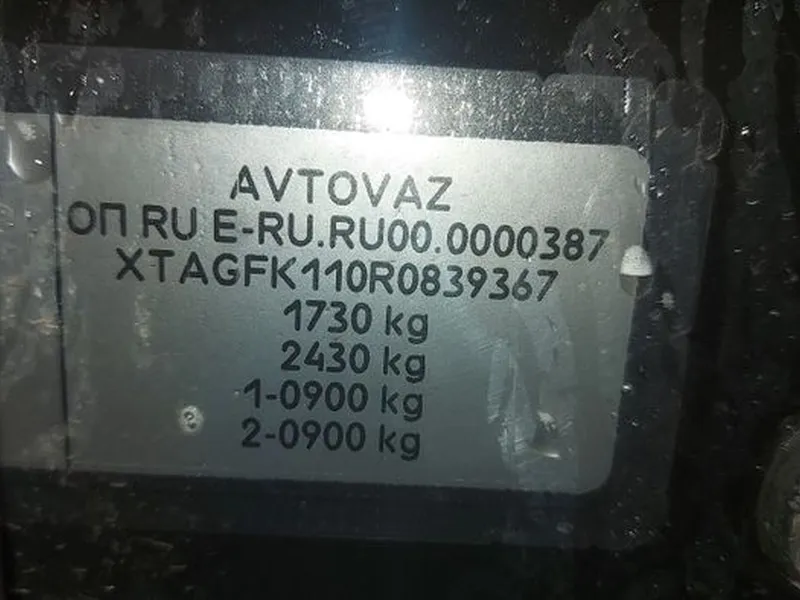 AVTOVAZ
ОП RU E-RU.RU00.0000387
XTAGFK110R0839367
1730 kg
2430 kg
1-0900 kg
2-0900 kg